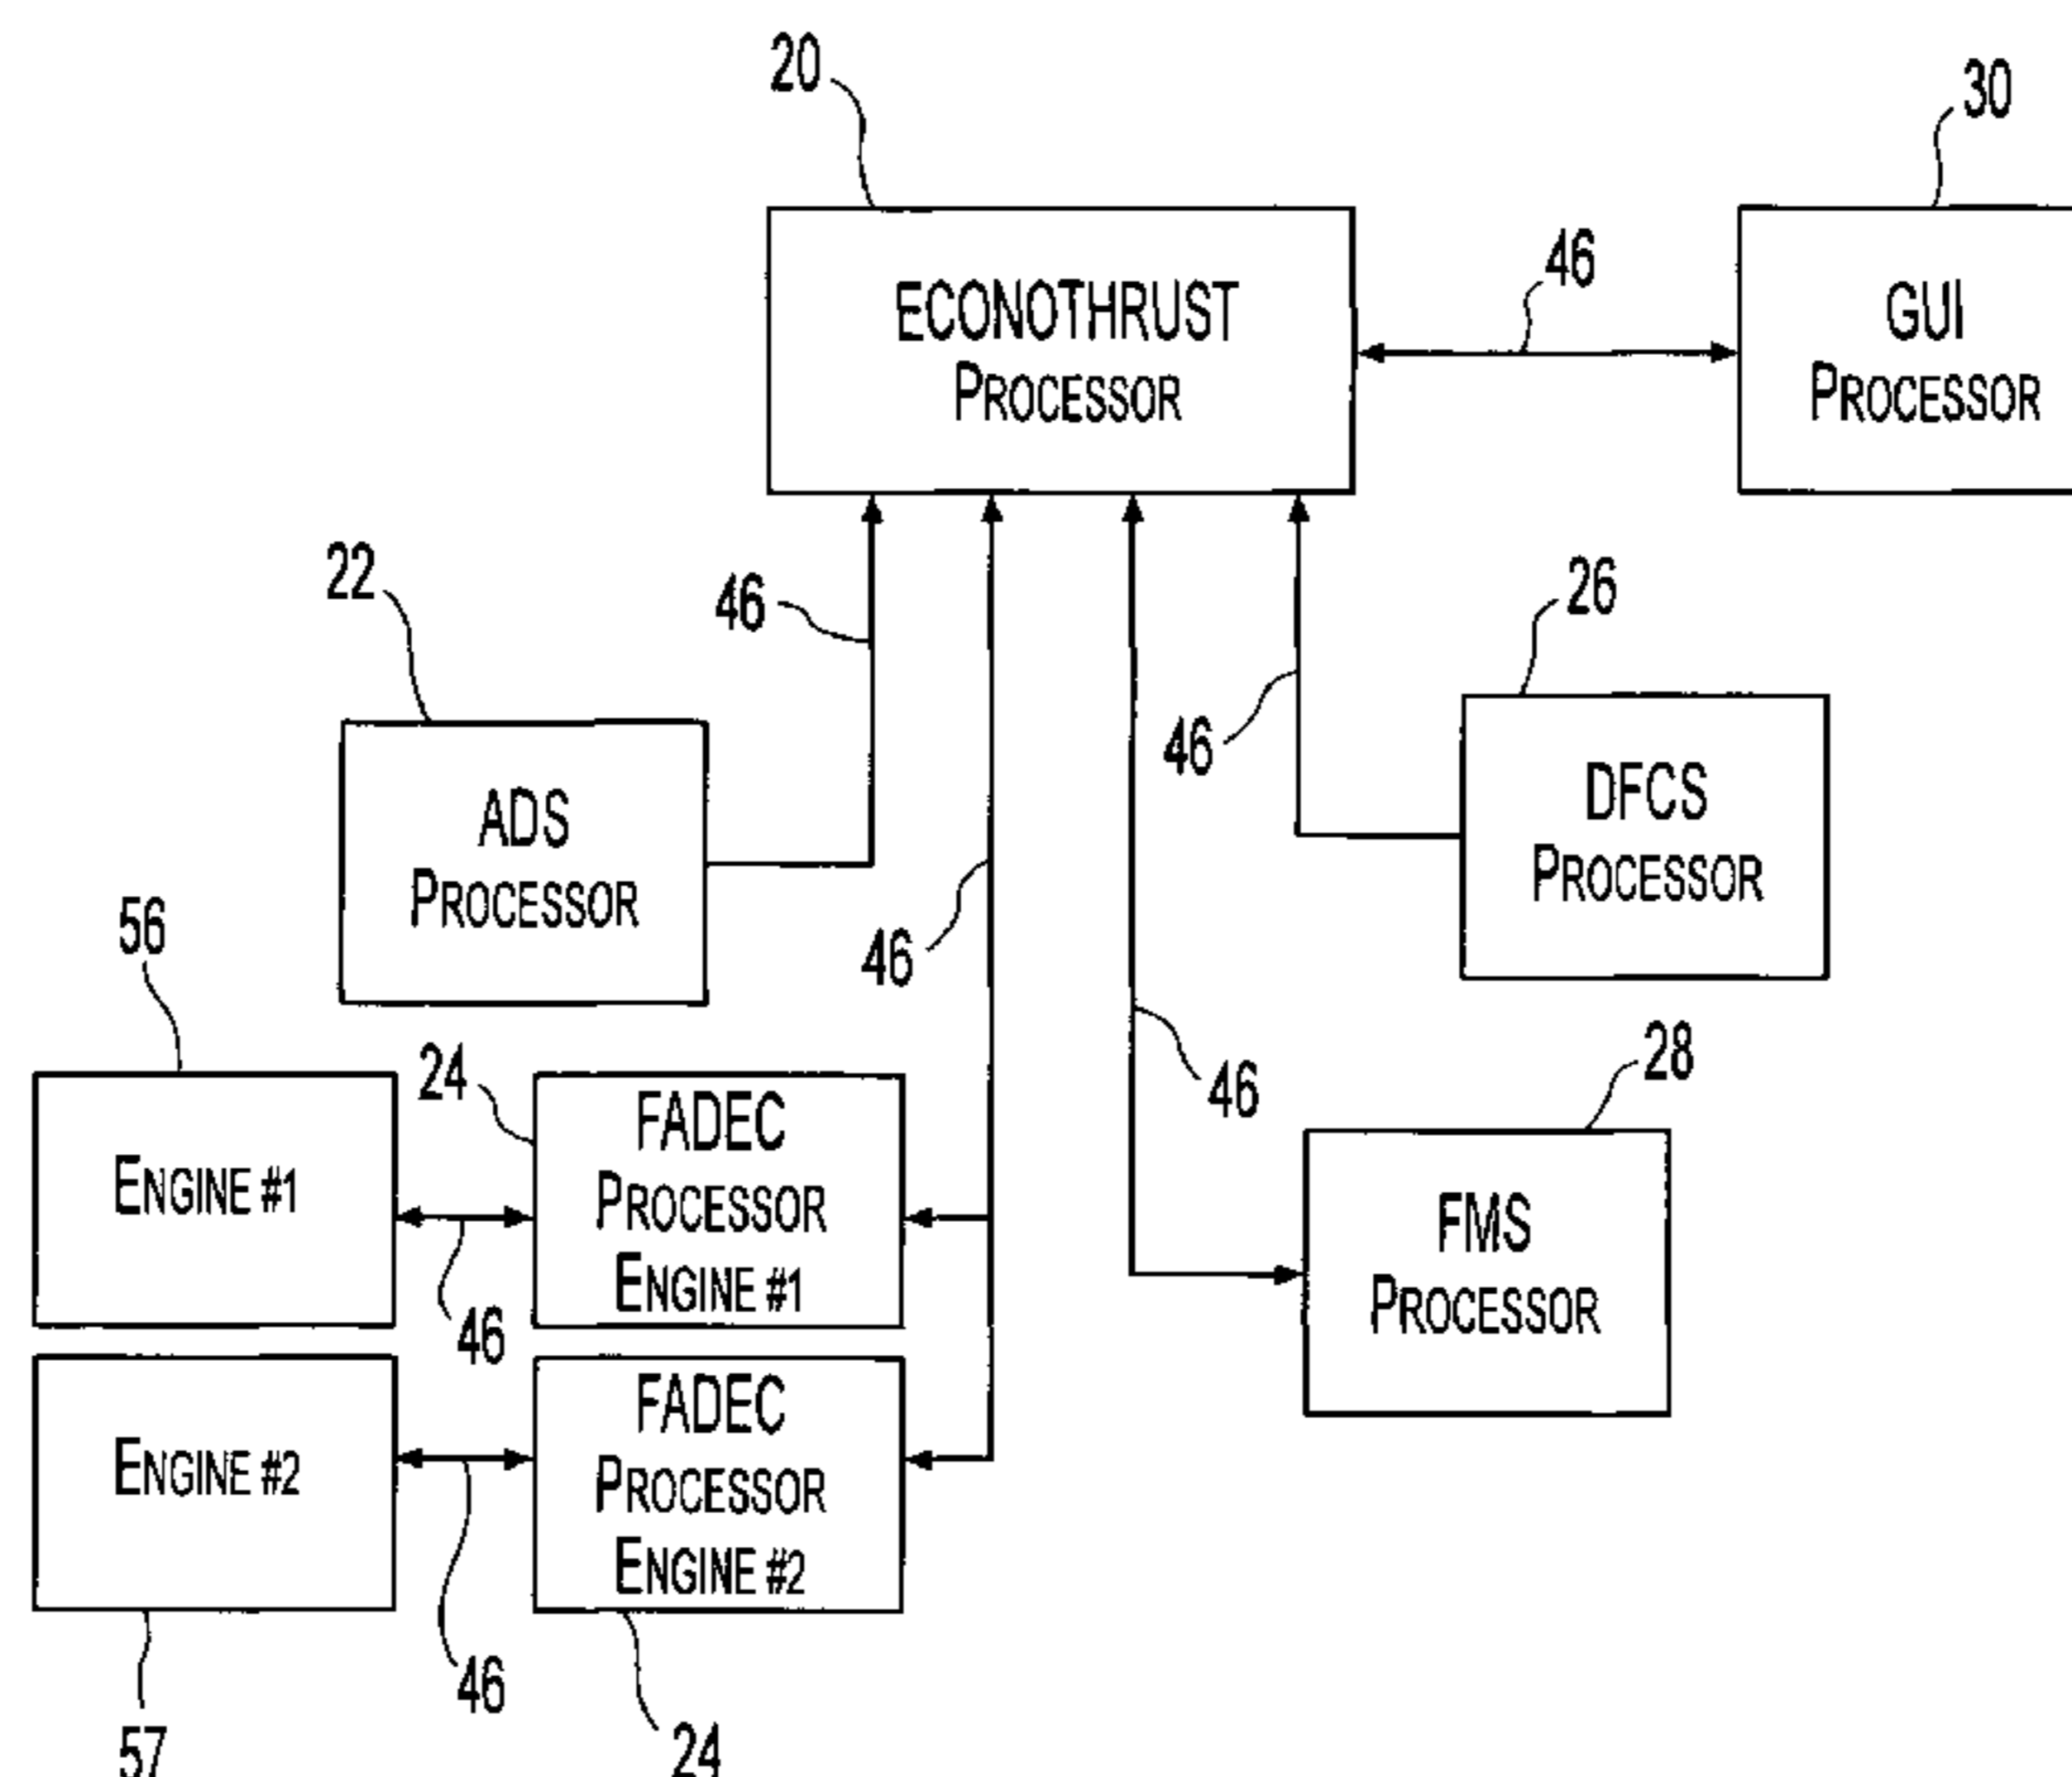 20
30
46
ECONOTHRUST
PROCESSOR
GUI
PROCESSOR
22
46
26
46
ADS
PROCESSOR
DFCS
PROCESSOR
56
46
24
46
28
ENGINE #1
FADEC
PROCESSOR
ENGINE #1
FMS
PROCESSOR
46
ENGINE #2
FADEC
PROCESSOR
ENGINE #2
46
57
24